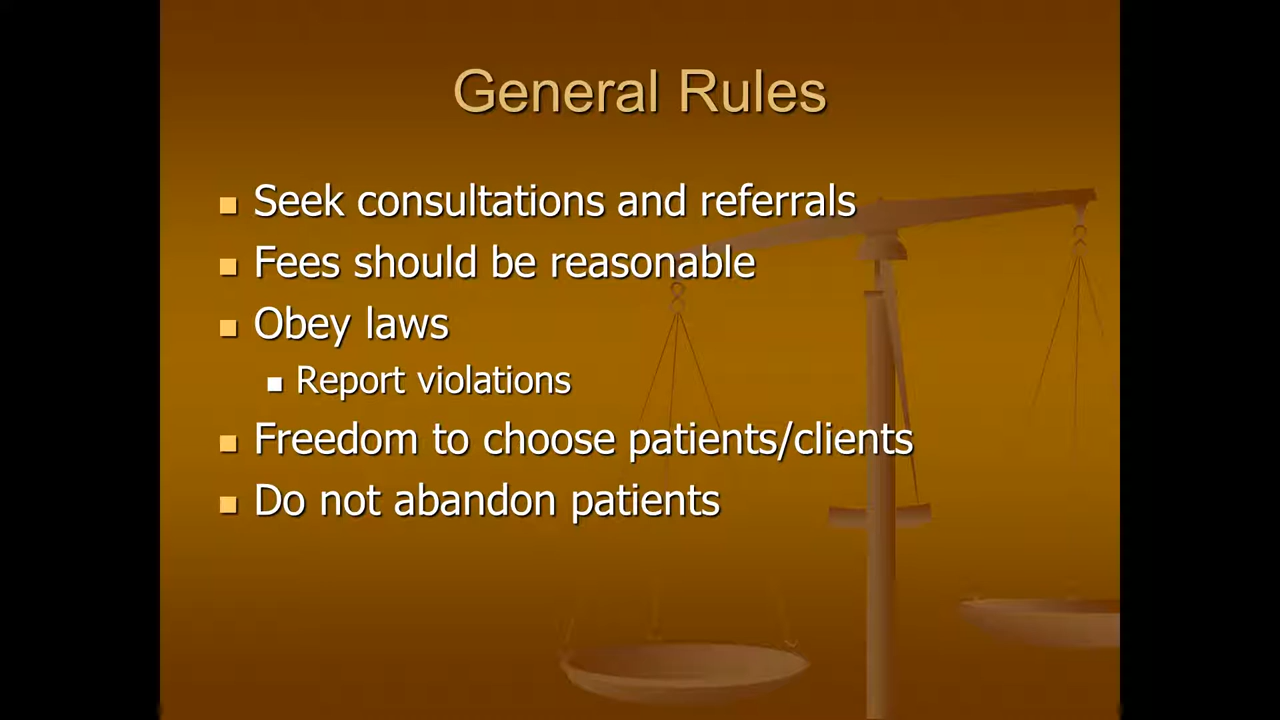 General Rules
Seek consultations and referrals
Fees should be reasonable
Obey laws
Report violations
Freedom to choose patients/clients
Do not abandon patients